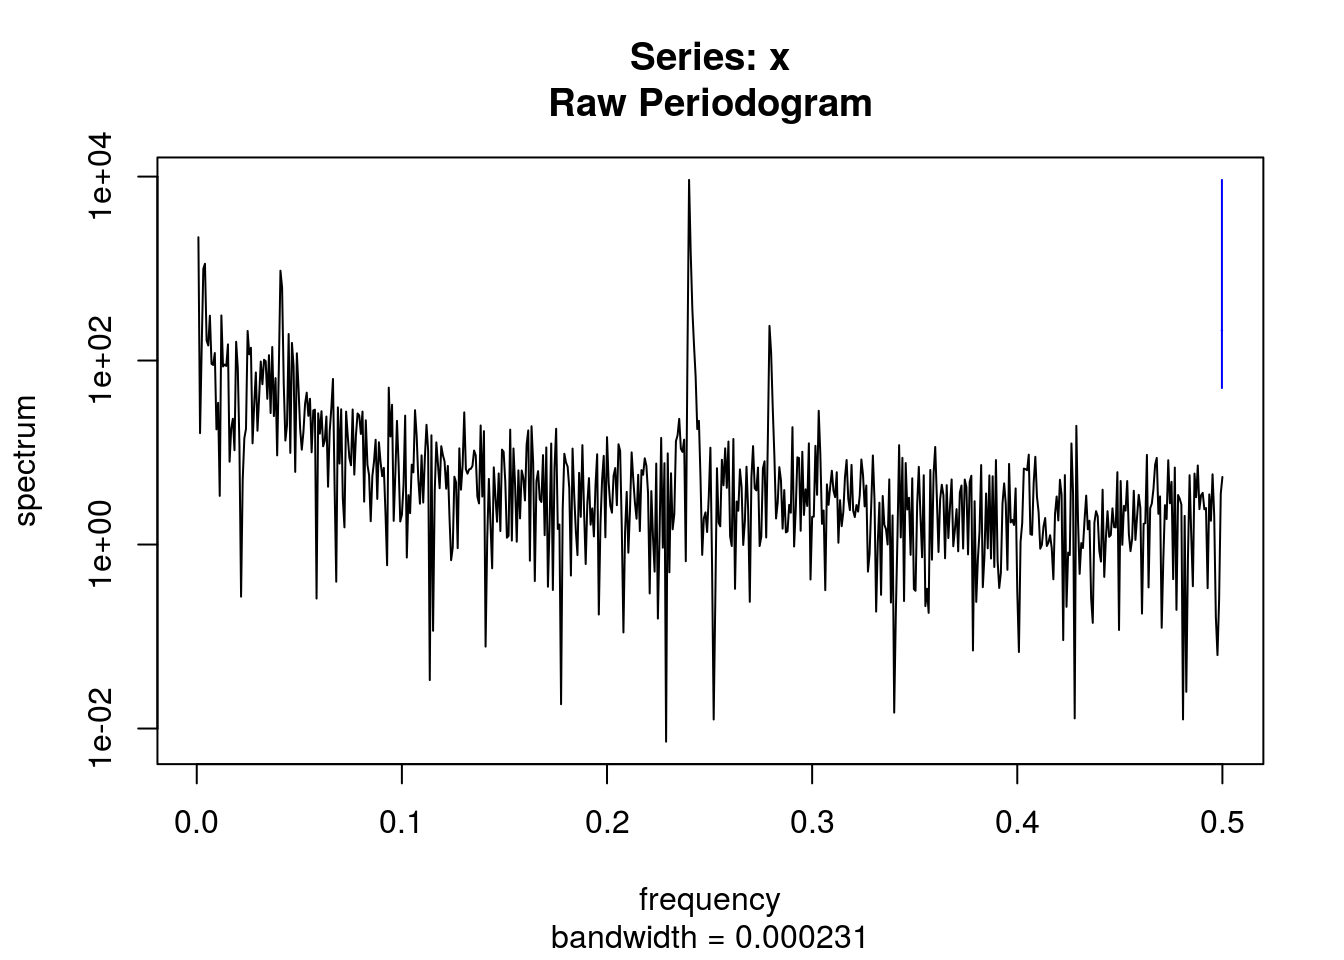 Series: x
Raw Periodogram
spectrum
1e+04
1e+02
1e+00
1e-02
0.0 0.1 0.2 0.3 0.4 0.5
frequency
bandwidth = 0.000231